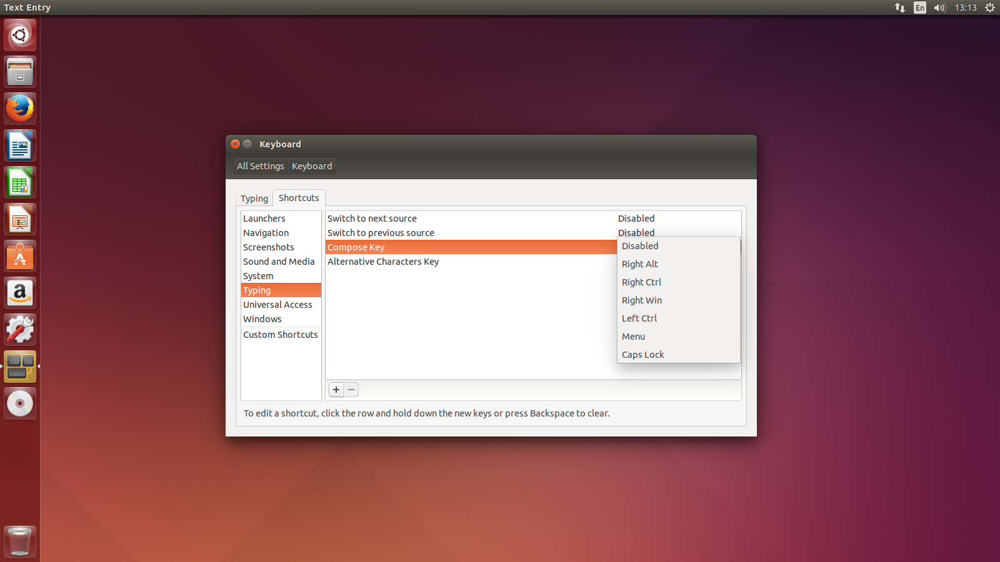 Text Entry
En
13:13
Keyboard
All Settings Keyboard
Typing Shortcuts
Launchers
Navigation
Screenshots
Sound and Media
System
Typing
Universal Access
Windows
Custom Shortcuts
Switch to next source Disabled
Switch to previous source Disabled
Compose Key
Alternative Characters Key
Disabled
Right Alt
Right Ctrl
Right Win
Left Ctrl
Menu
Caps Lock
+ −
To edit a shortcut, click the row and hold down the new keys or press Backspace to clear.
A
a